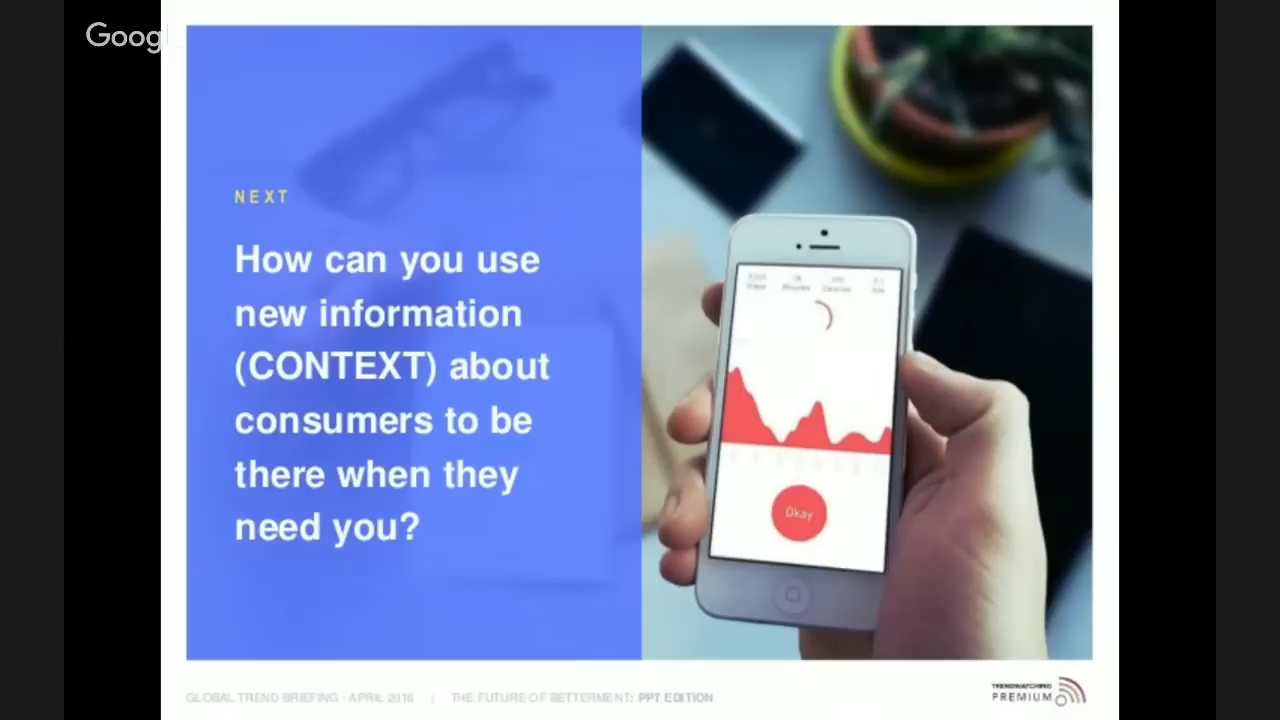 Googl
NEXT
How can you use
new information
(CONTEXT) about
consumers to be
there when they
need you?
Okay
GLOBAL TREND BRIEFING · APRIL 2016 | THE FUTURE OF BETTERMENT: PPT EDITION
TRENDWATCHING
PREMIUM